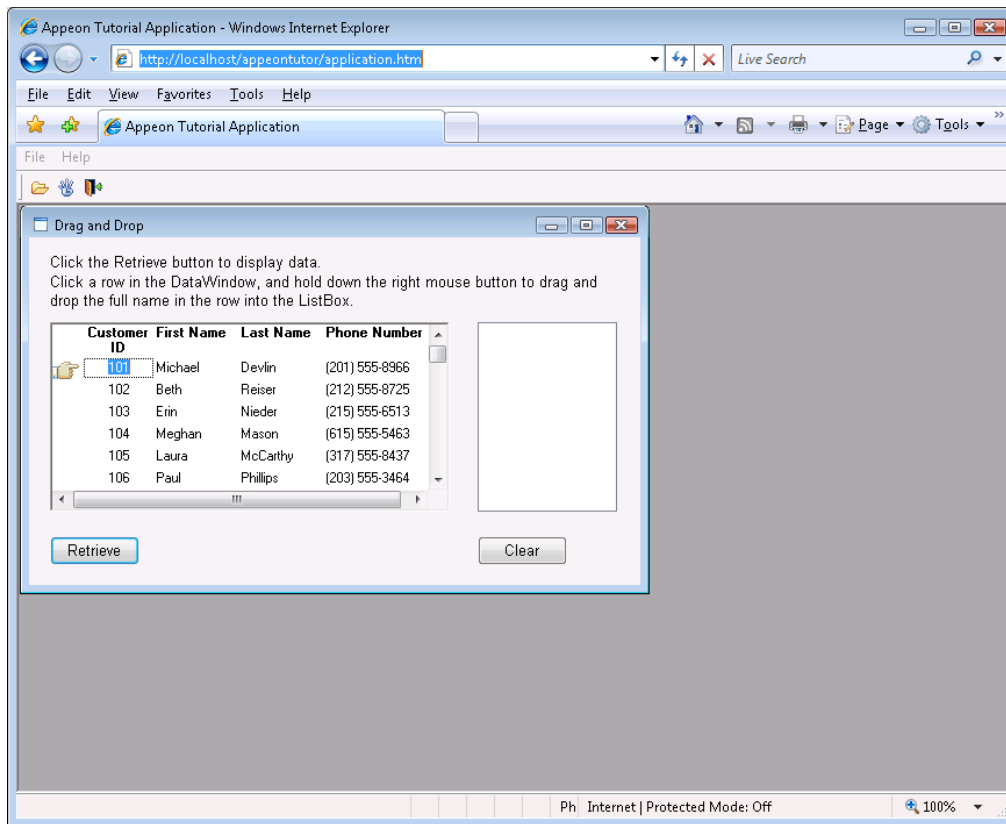 Appeon Tutorial Application - Windows Internet Explorer
http://localhost/appeontutor/application.htm
Live Search
File Edit View Favorites Tools Help
Appeon Tutorial Application
Page Tools
File Help
Drag and Drop
Click the Retrieve button to display data.
Click a row in the DataWindow, and hold down the right mouse button to drag and
drop the full name in the row into the ListBox.
Customer ID First Name Last Name Phone Number
101 Michael Devlin (201) 555-8966
102 Beth Reiser (212) 555-8725
103 Erin Nieder (215) 555-6513
104 Meghan Mason (615) 555-5463
105 Laura McCarthy (317) 555-8437
106 Paul Phillips (203) 555-3464
Retrieve Clear
Ph Internet | Protected Mode: Off 100%